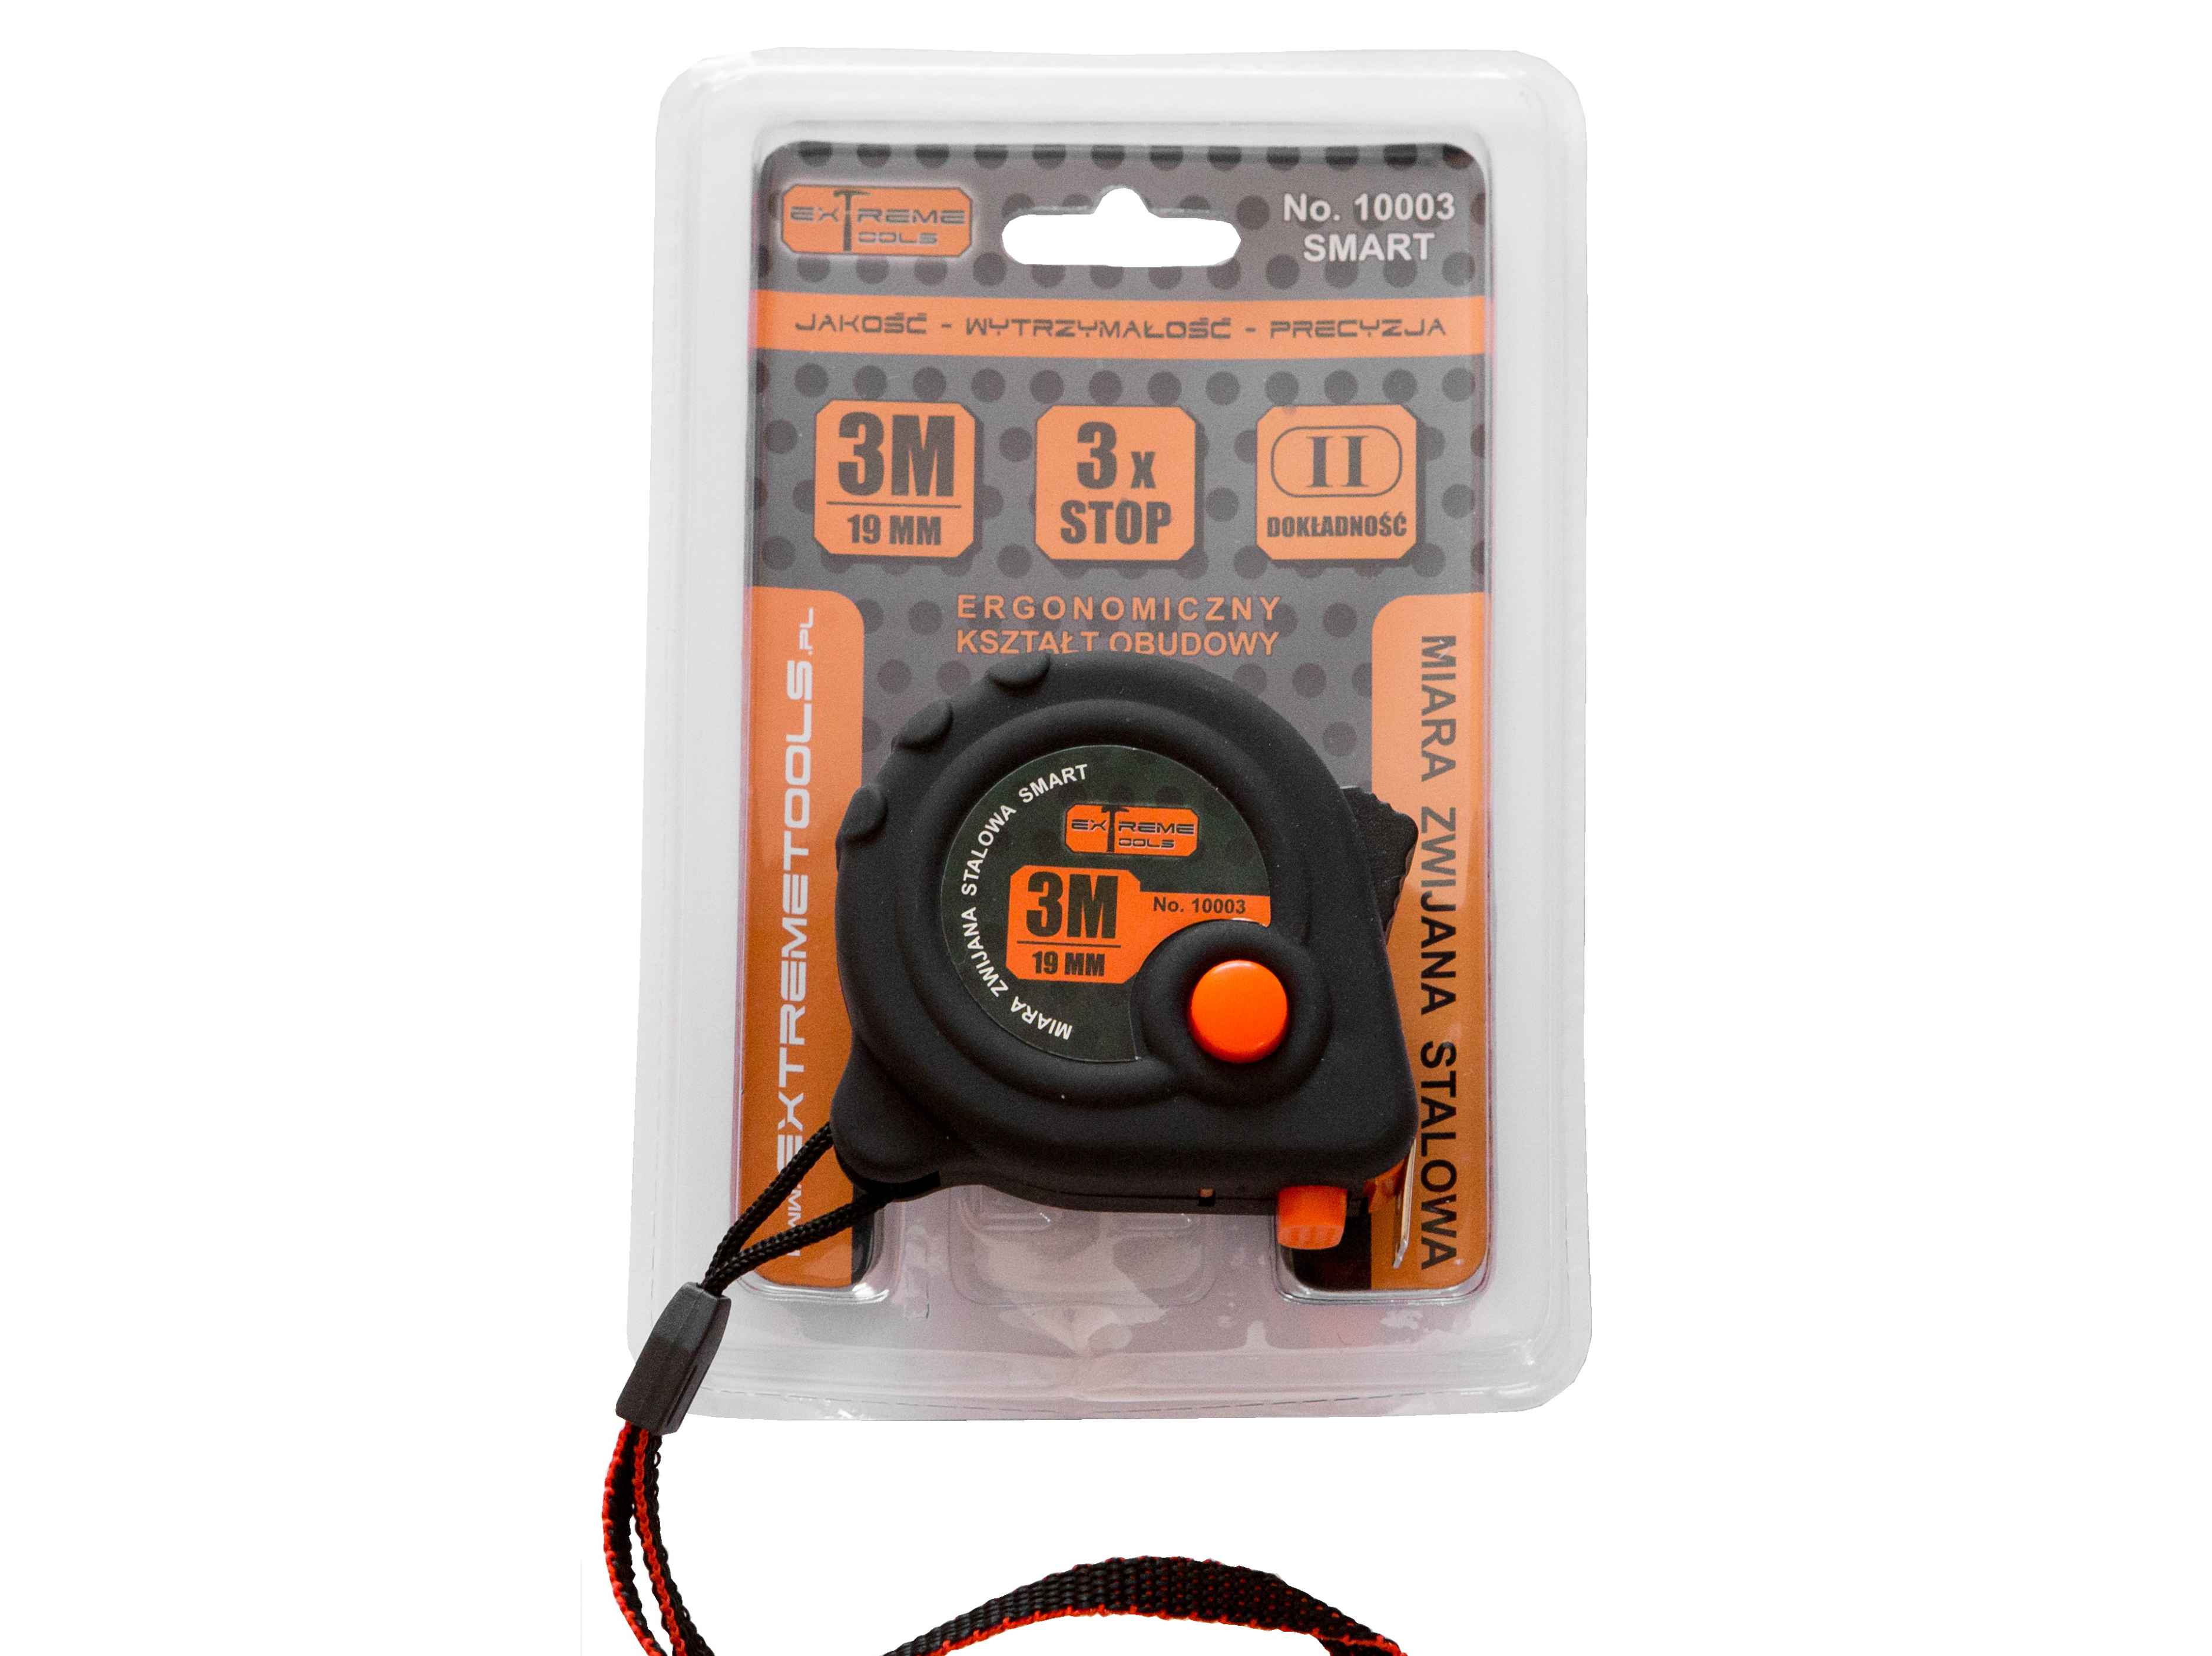 EXTREME
TOOLS
No. 10003
SMART
JAKOŚĆ - WYTRZYMAŁOŚĆ - PRECYZJA
3M
19 MM
3 x
STOP
II
DOKŁADNOŚĆ
ERGONOMICZNY
KSZTAŁT OBUDOWY
EXTREMETOOLS.PL
MIARA ZWIJANA STALOWA
MIARA ZWIJANA STALOWA SMART
EXTREME
TOOLS
3M
19 MM
No. 10003